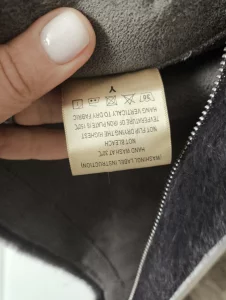 (WASHING LABEL INSTRUCTION)
HAND WASH AT 30℃
NOT BLEACH
NOT FLIP DRYING THE HIGHEST
TEMPERATURE OF IRON PLATE IS 150℃
HANG VERTICALLY TO DRY FABRIC